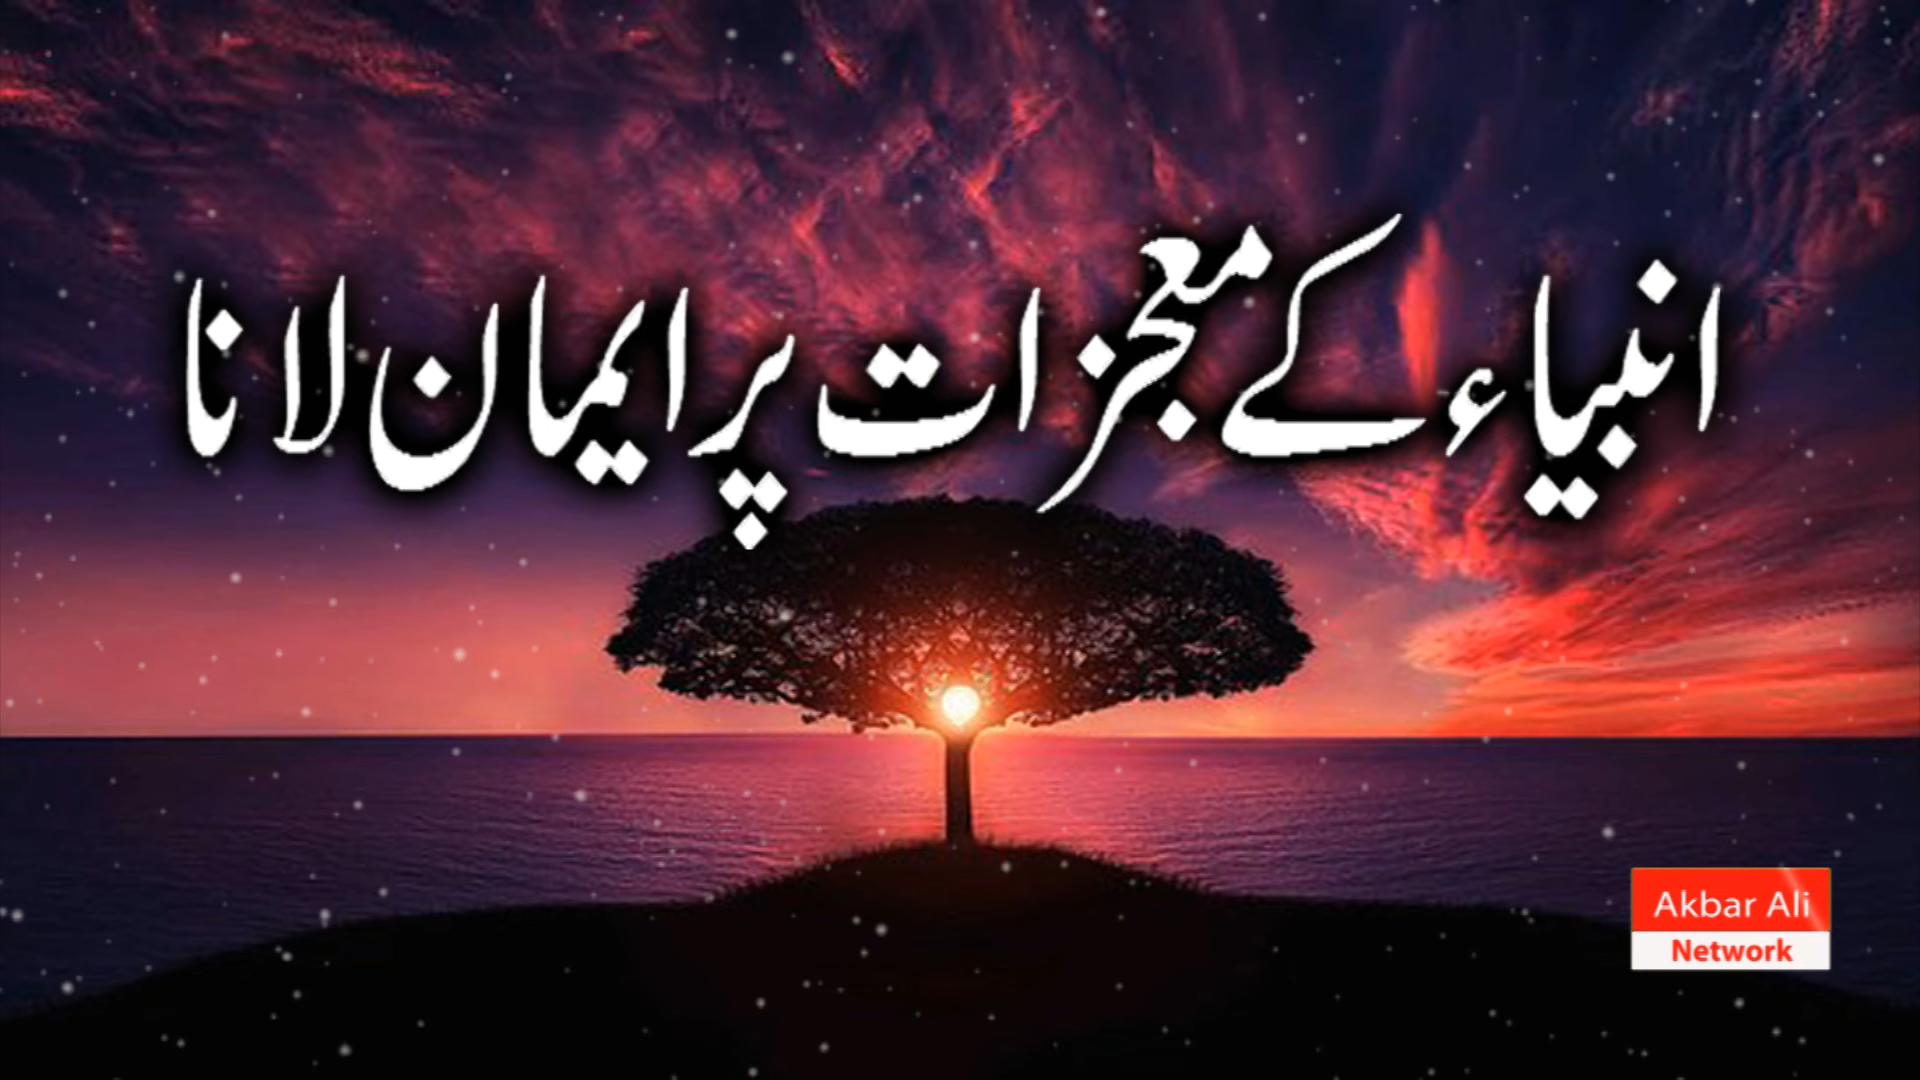 انبیاء کے معجزات پر ایمان لانا
Akbar Ali
Network